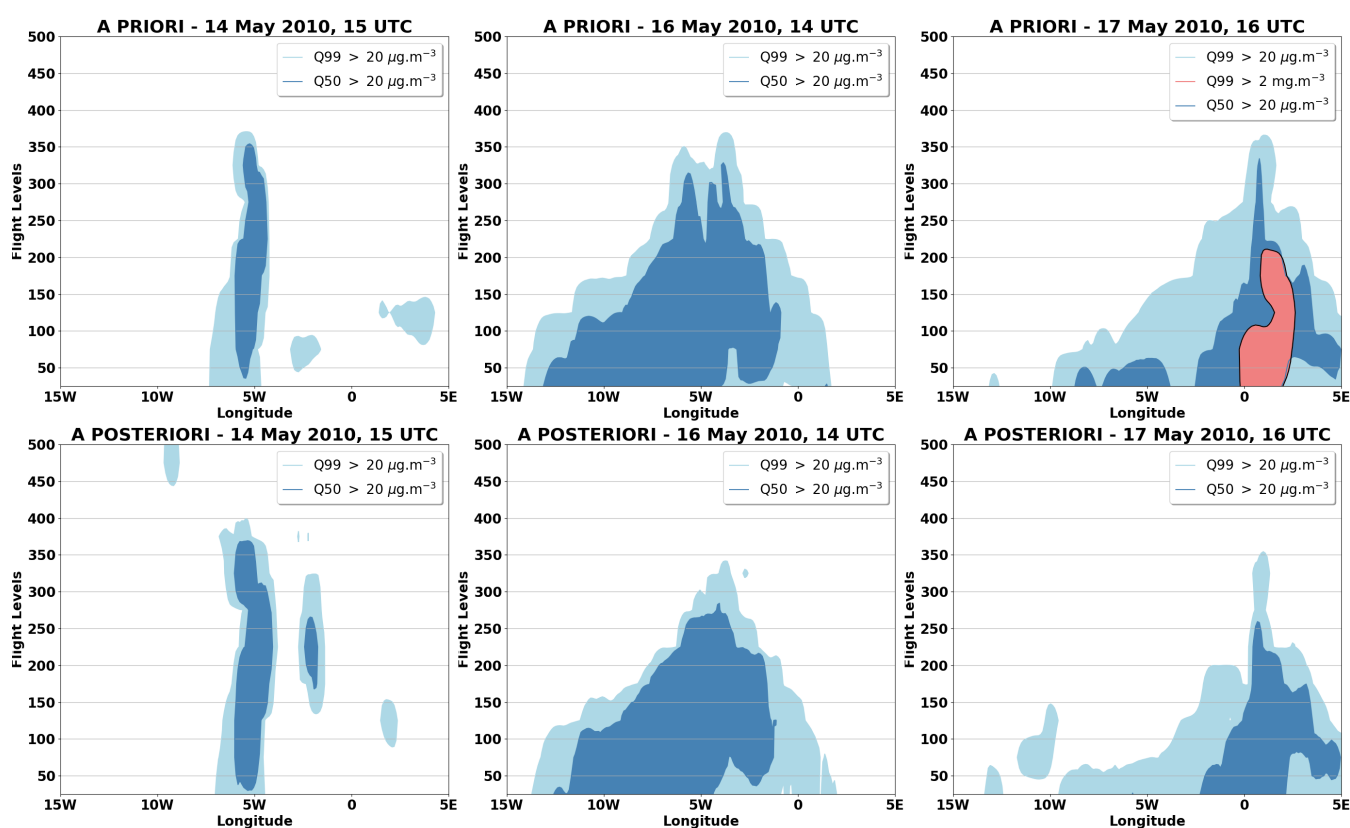 A PRIORI - 14 May 2010, 15 UTC
500
450
400
350
300
250
200
150
100
50
Flight Levels
Q99 > 20 μg.m⁻³
Q50 > 20 μg.m⁻³
15W 10W 5W 0 5E
Longitude
A PRIORI - 16 May 2010, 14 UTC
500
450
400
350
300
250
200
150
100
50
Flight Levels
Q99 > 20 μg.m⁻³
Q50 > 20 μg.m⁻³
15W 10W 5W 0 5E
Longitude
A PRIORI - 17 May 2010, 16 UTC
500
450
400
350
300
250
200
150
100
50
Flight Levels
Q99 > 20 μg.m⁻³
Q99 > 2 mg.m⁻³
Q50 > 20 μg.m⁻³
15W 10W 5W 0 5E
Longitude
A POSTERIORI - 14 May 2010, 15 UTC
500
450
400
350
300
250
200
150
100
50
Flight Levels
Q99 > 20 μg.m⁻³
Q50 > 20 μg.m⁻³
15W 10W 5W 0 5E
Longitude
A POSTERIORI - 16 May 2010, 14 UTC
500
450
400
350
300
250
200
150
100
50
Flight Levels
Q99 > 20 μg.m⁻³
Q50 > 20 μg.m⁻³
15W 10W 5W 0 5E
Longitude
A POSTERIORI - 17 May 2010, 16 UTC
500
450
400
350
300
250
200
150
100
50
Flight Levels
Q99 > 20 μg.m⁻³
Q50 > 20 μg.m⁻³
15W 10W 5W 0 5E
Longitude